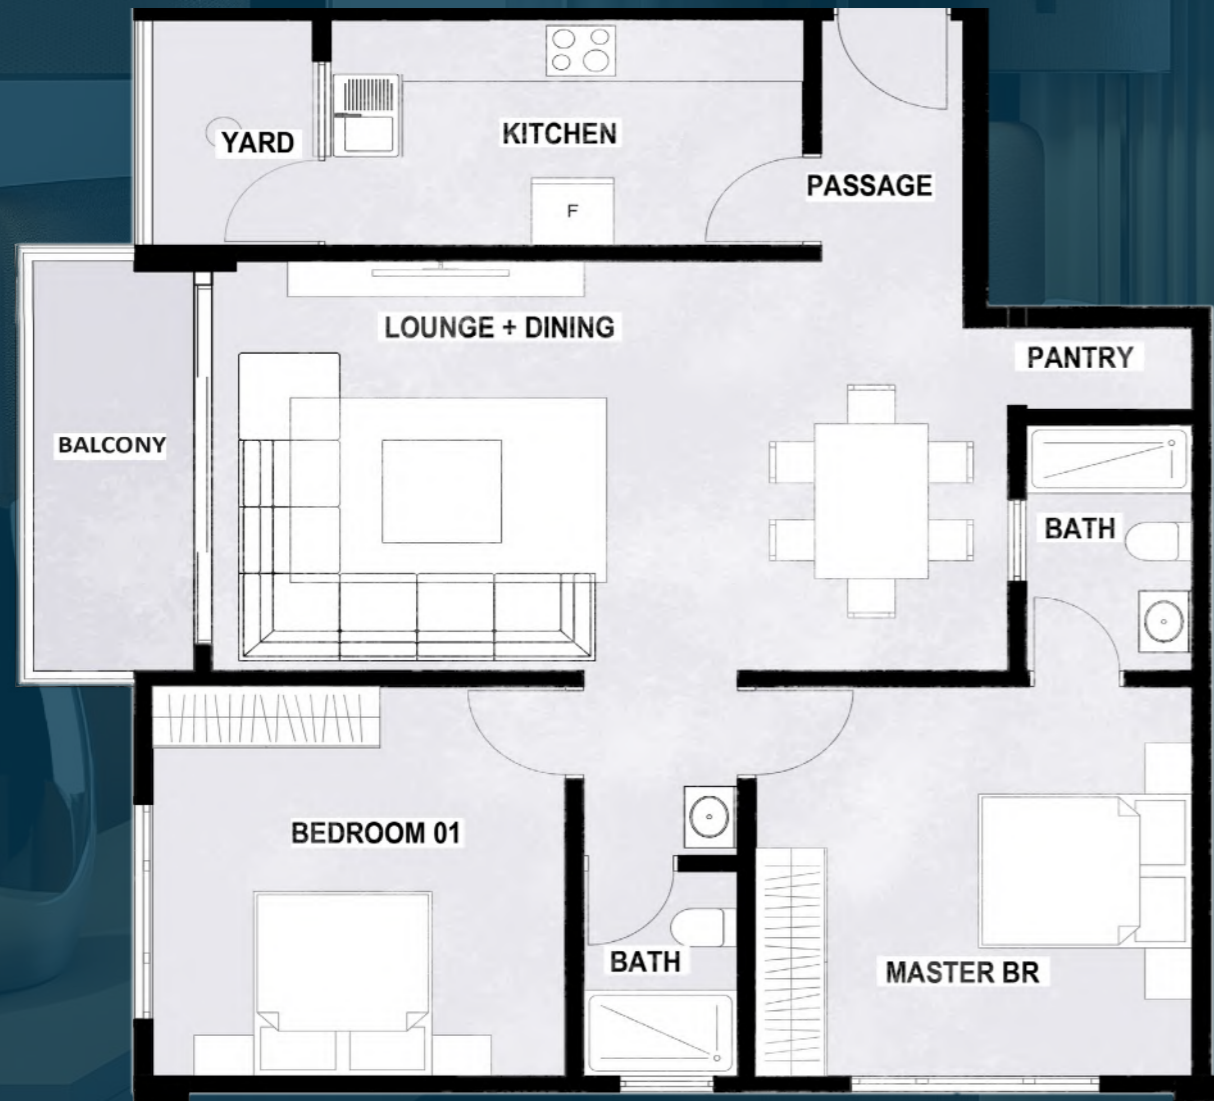 YARD
KITCHEN
PASSAGE
F
LOUNGE + DINING
PANTRY
BALCONY
BATH
BEDROOM 01
BATH
MASTER BR